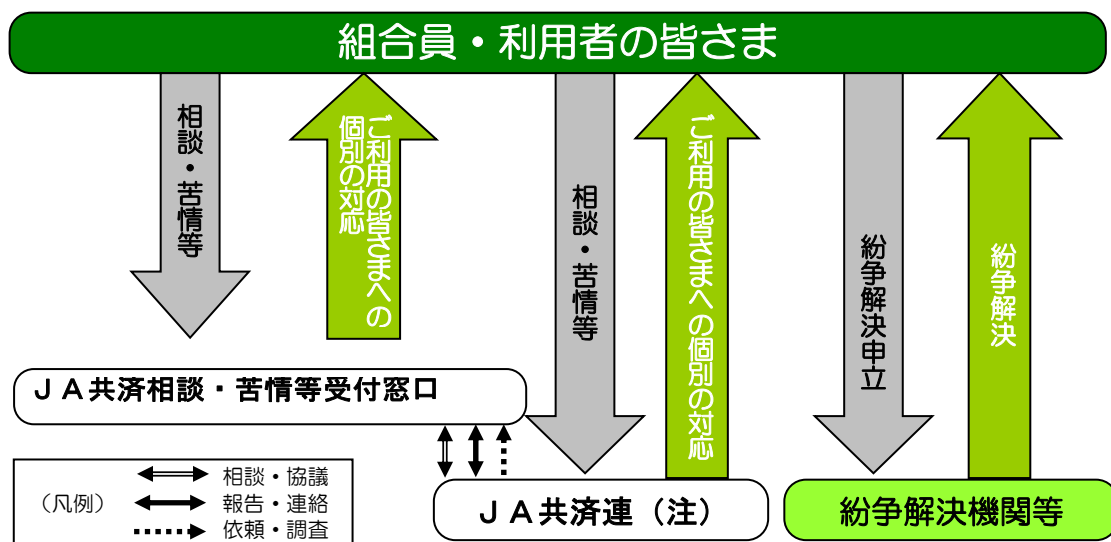 組合員・利用者の皆さま
相談・苦情等
ご利用の皆さまへの
個別の対応
相談・苦情等
ご利用の皆さまへの個別の対応
紛争解決申立
紛争解決
ＪＡ共済相談・苦情等受付窓口
（凡例）
相談・協議
報告・連絡
依頼・調査
ＪＡ共済連（注）
紛争解決機関等